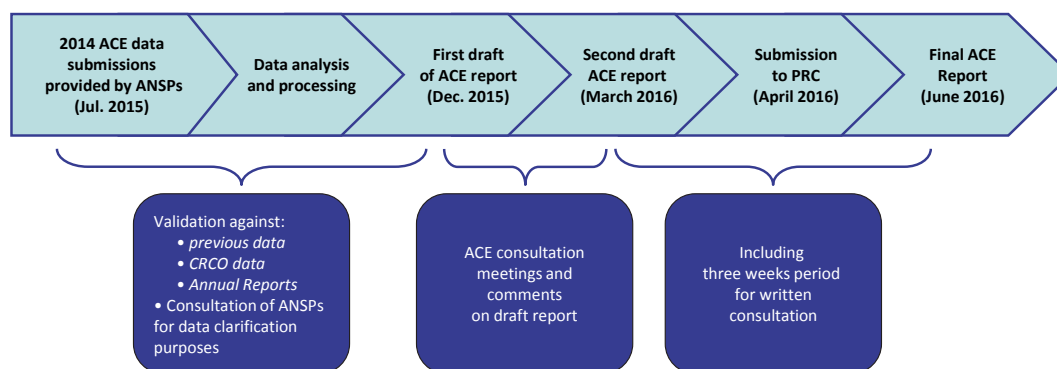 2014 ACE data
submissions
provided by ANSPs
(Jul. 2015)
Data analysis
and processing
First draft
of ACE report
(Dec. 2015)
Second draft
ACE report
(March 2016)
Submission
to PRC
(April 2016)
Final ACE
Report
(June 2016)
Validation against:
• previous data
• CRCO data
• Annual Reports
• Consultation of ANSPs
for data clarification
purposes
ACE consultation
meetings and
comments
on draft report
Including
three weeks period
for written
consultation